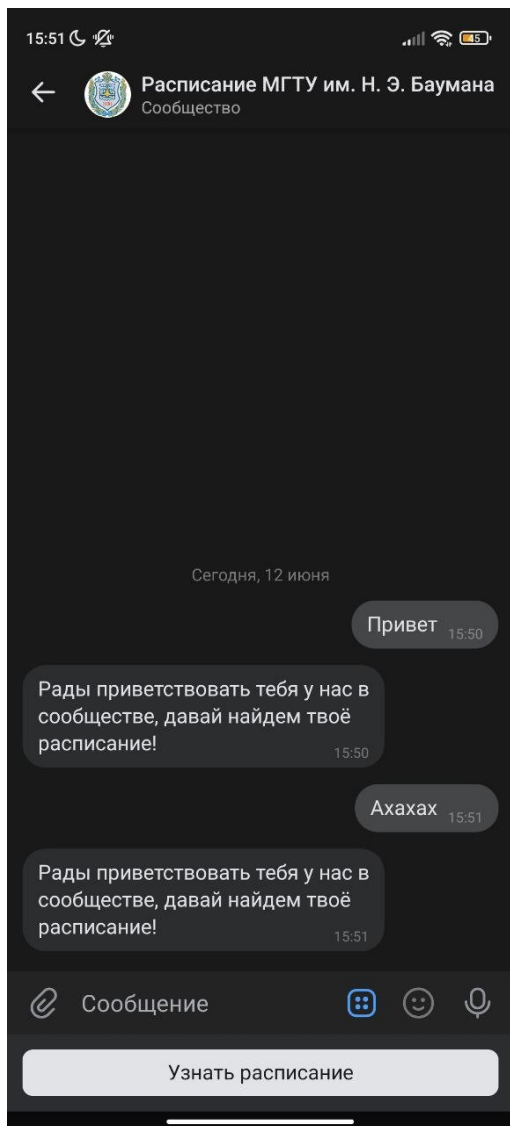 15:51
45
Расписание МГТУ им. Н. Э. Баумана
Сообщество
Сегодня, 12 июня
Привет 15:50
Рады приветствовать тебя у нас в
сообществе, давай найдем твоё
расписание! 15:50
Ахахах 15:51
Рады приветствовать тебя у нас в
сообществе, давай найдем твоё
расписание! 15:51
Сообщение
Узнать расписание